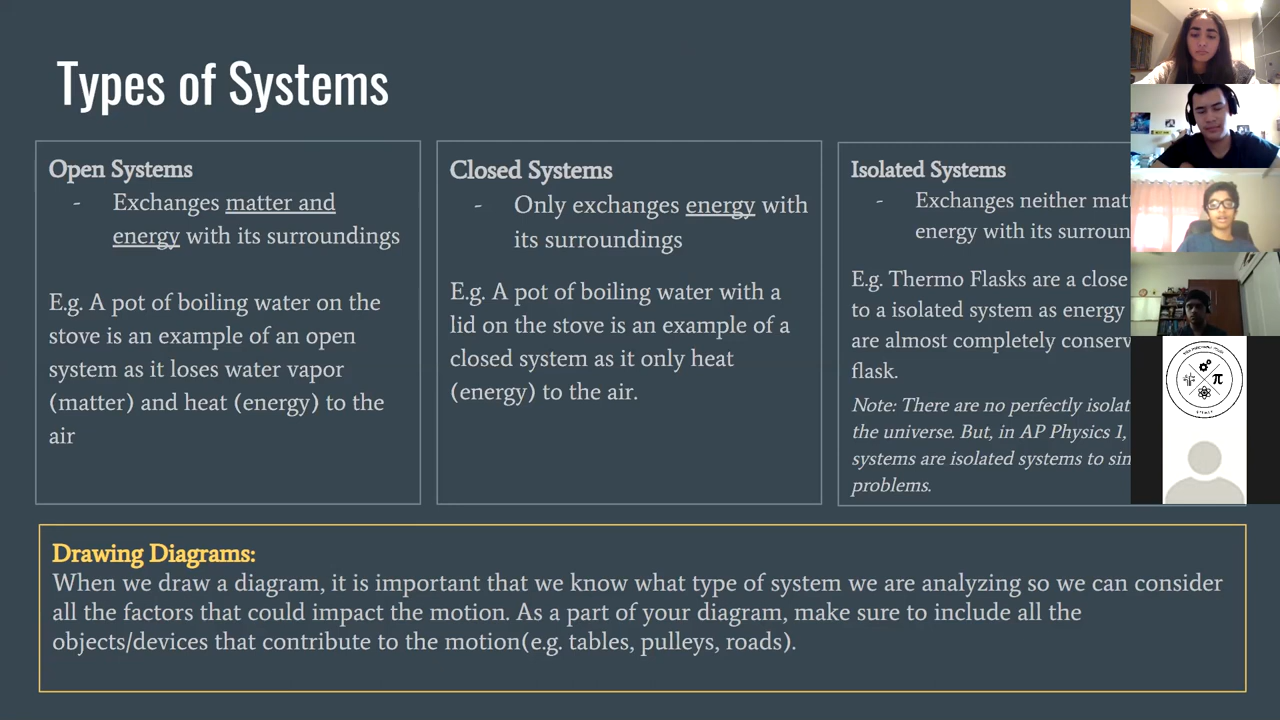 Types of Systems
Open Systems
- Exchanges matter and
energy with its surroundings
E.g. A pot of boiling water on the
stove is an example of an open
system as it loses water vapor
(matter) and heat (energy) to the
air
Closed Systems
- Only exchanges energy with
its surroundings
E.g. A pot of boiling water with a
lid on the stove is an example of a
closed system as it only heat
(energy) to the air.
Isolated Systems
- Exchanges neither mat
energy with its surroun
E.g. Thermo Flasks are a close
to a isolated system as energy
are almost completely conserv
flask.
Note: There are no perfectly isolat
the universe. But, in AP Physics 1,
systems are isolated systems to sim
problems.
Drawing Diagrams:
When we draw a diagram, it is important that we know what type of system we are analyzing so we can consider
all the factors that could impact the motion. As a part of your diagram, make sure to include all the
objects/devices that contribute to the motion(e.g. tables, pulleys, roads).
π